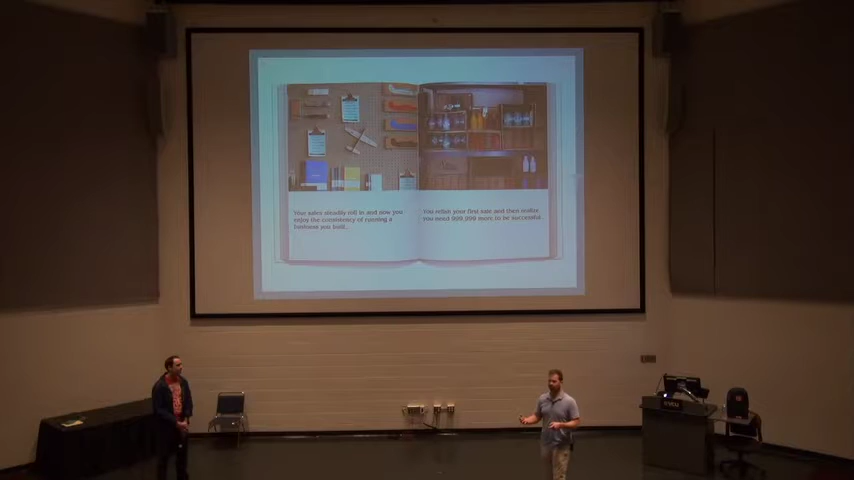 Your sales steadily roll in and now you
enjoy the consistency of running a
business you built.
You relish your first sale and then realize
you need 999,999 more to be successful.